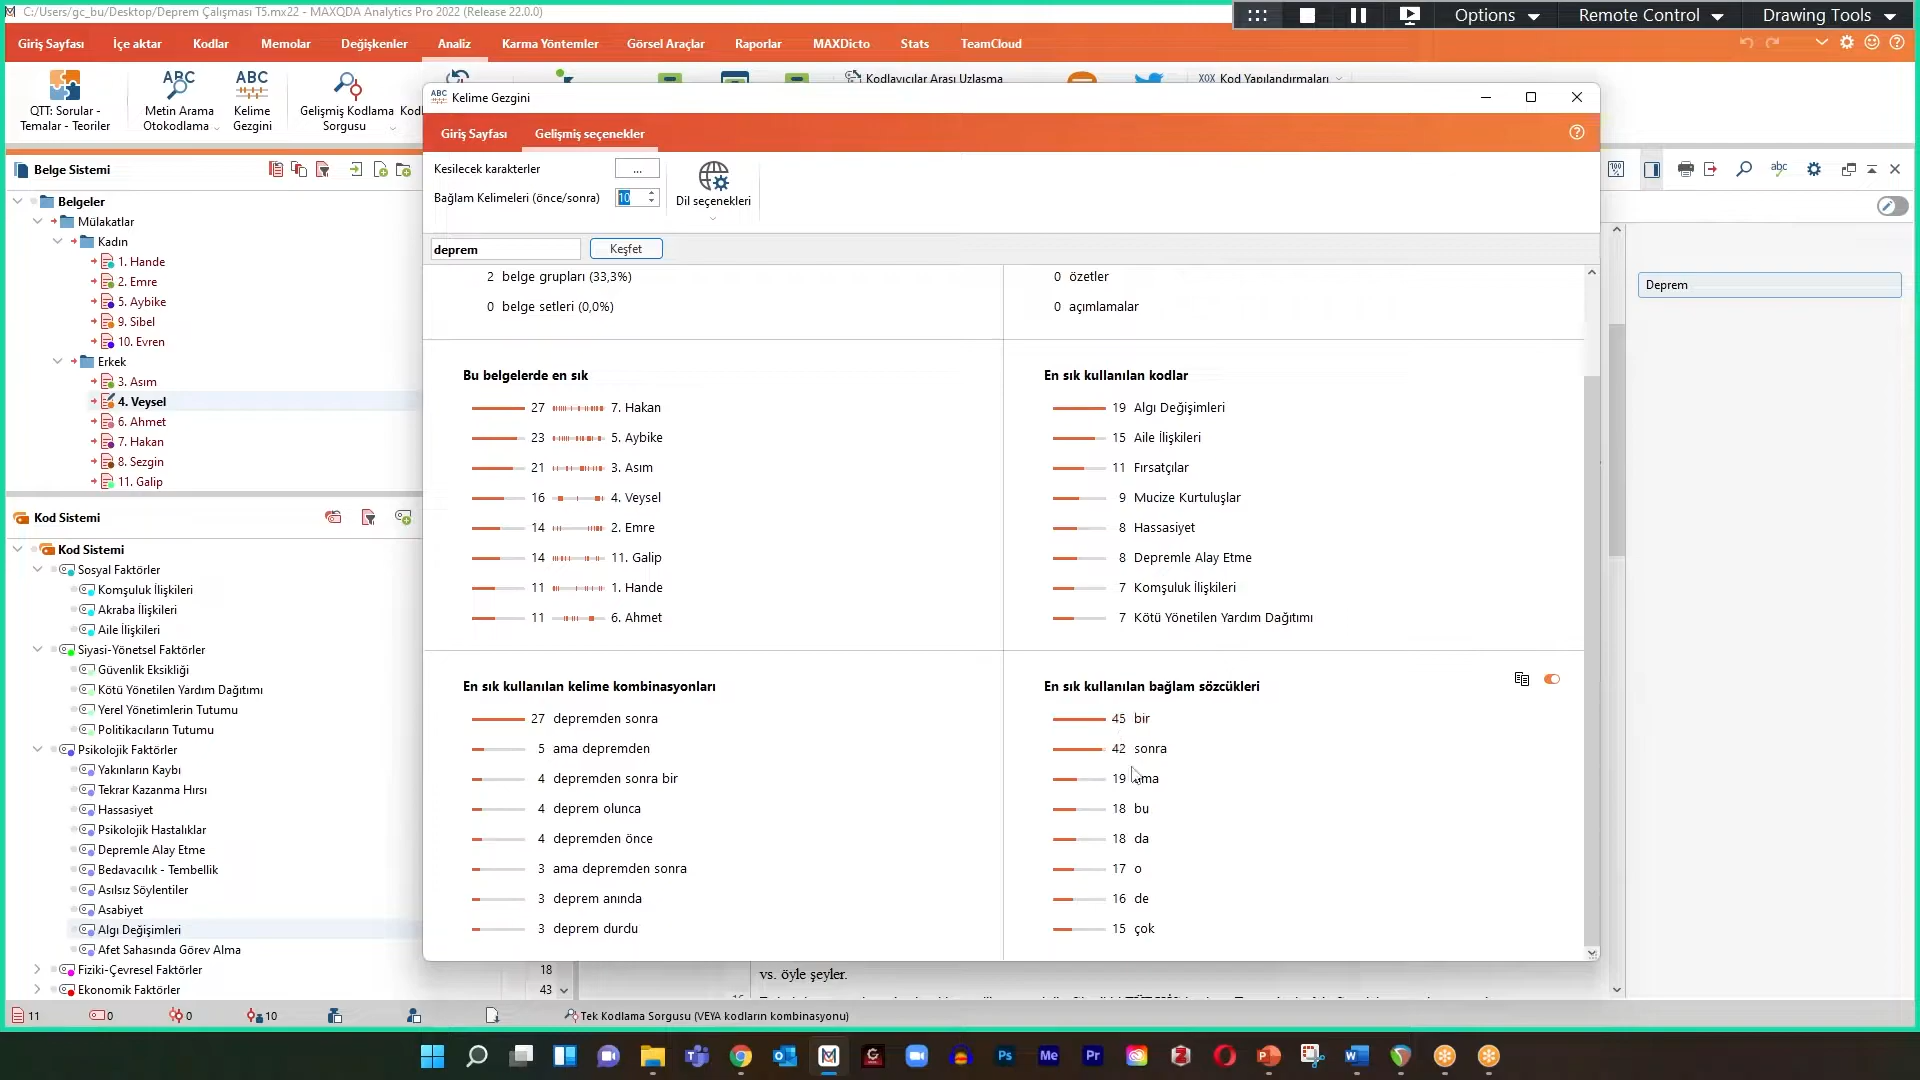 C:/Users/gc_bu/Desktop/Deprem Çalışması T5.mx22 - MAXQDA Analytics Pro 2022 (Release 22.0.0)
Options
Remote Control
Drawing Tools
Giriş Sayfası
İçe aktar
Kodlar
Memolar
Değişkenler
Analiz
Karma Yöntemler
Görsel Araçlar
Raporlar
MAXDicto
Stats
TeamCloud
QTT: Sorular -
Temalar - Teoriler
ABC
Metin Arama
Otokodlama
ABC
Kelime
Gezgini
Gelişmiş Kodlama
Sorgusu
Kodlayıcılar Arası Uzlaşma
XOX Kod Yapılandırmaları
ABC Kelime Gezgini
Giriş Sayfası
Gelişmiş seçenekler
Kesilecek karakterler
...
Bağlam Kelimeleri (önce/sonra)
10
Dil seçenekleri
deprem
Keşfet
2 belge grupları (33,3%)
0 belge setleri (0,0%)
0 özetler
0 açımlamalar
Bu belgelerde en sık
27 7. Hakan
23 5. Aybike
21 3. Asım
16 4. Veysel
14 2. Emre
14 11. Galip
11 1. Hande
11 6. Ahmet
En sık kullanılan kodlar
19 Algı Değişimleri
15 Aile İlişkileri
11 Fırsatçılar
9 Mucize Kurtuluşlar
8 Hassasiyet
8 Depremle Alay Etme
7 Komşuluk İlişkileri
7 Kötü Yönetilen Yardım Dağıtımı
En sık kullanılan kelime kombinasyonları
27 depremden sonra
5 ama depremden
4 depremden sonra bir
4 deprem olunca
4 depremden önce
3 ama depremden sonra
3 deprem anında
3 deprem durdu
En sık kullanılan bağlam sözcükleri
45 bir
42 sonra
19 ama
18 bu
18 da
17 o
16 de
15 çok
Belge Sistemi
Belgeler
Mülakatlar
Kadın
1. Hande
2. Emre
5. Aybike
9. Sibel
10. Evren
Erkek
3. Asım
4. Veysel
6. Ahmet
7. Hakan
8. Sezgin
11. Galip
Kod Sistemi
Kod Sistemi
Sosyal Faktörler
Komşuluk İlişkileri
Akraba İlişkileri
Aile İlişkileri
Siyasi-Yönetsel Faktörler
Güvenlik Eksikliği
Kötü Yönetilen Yardım Dağıtımı
Yerel Yönetimlerin Tutumu
Politikacıların Tutumu
Psikolojik Faktörler
Yakınların Kaybı
Tekrar Kazanma Hırsı
Hassasiyet
Psikolojik Hastalıklar
Depremle Alay Etme
Bedavacılık - Tembellik
Asılsız Söylentiler
Asabiyet
Algı Değişimleri
Afet Sahasında Görev Alma
Fiziki-Çevresel Faktörler
18
Ekonomik Faktörler
43
abc
Deprem
vs. öyle şeyler.
11
0
0
10
Tek Kodlama Sorgusu (VEYA kodların kombinasyonu)
Ps
Me
Pr